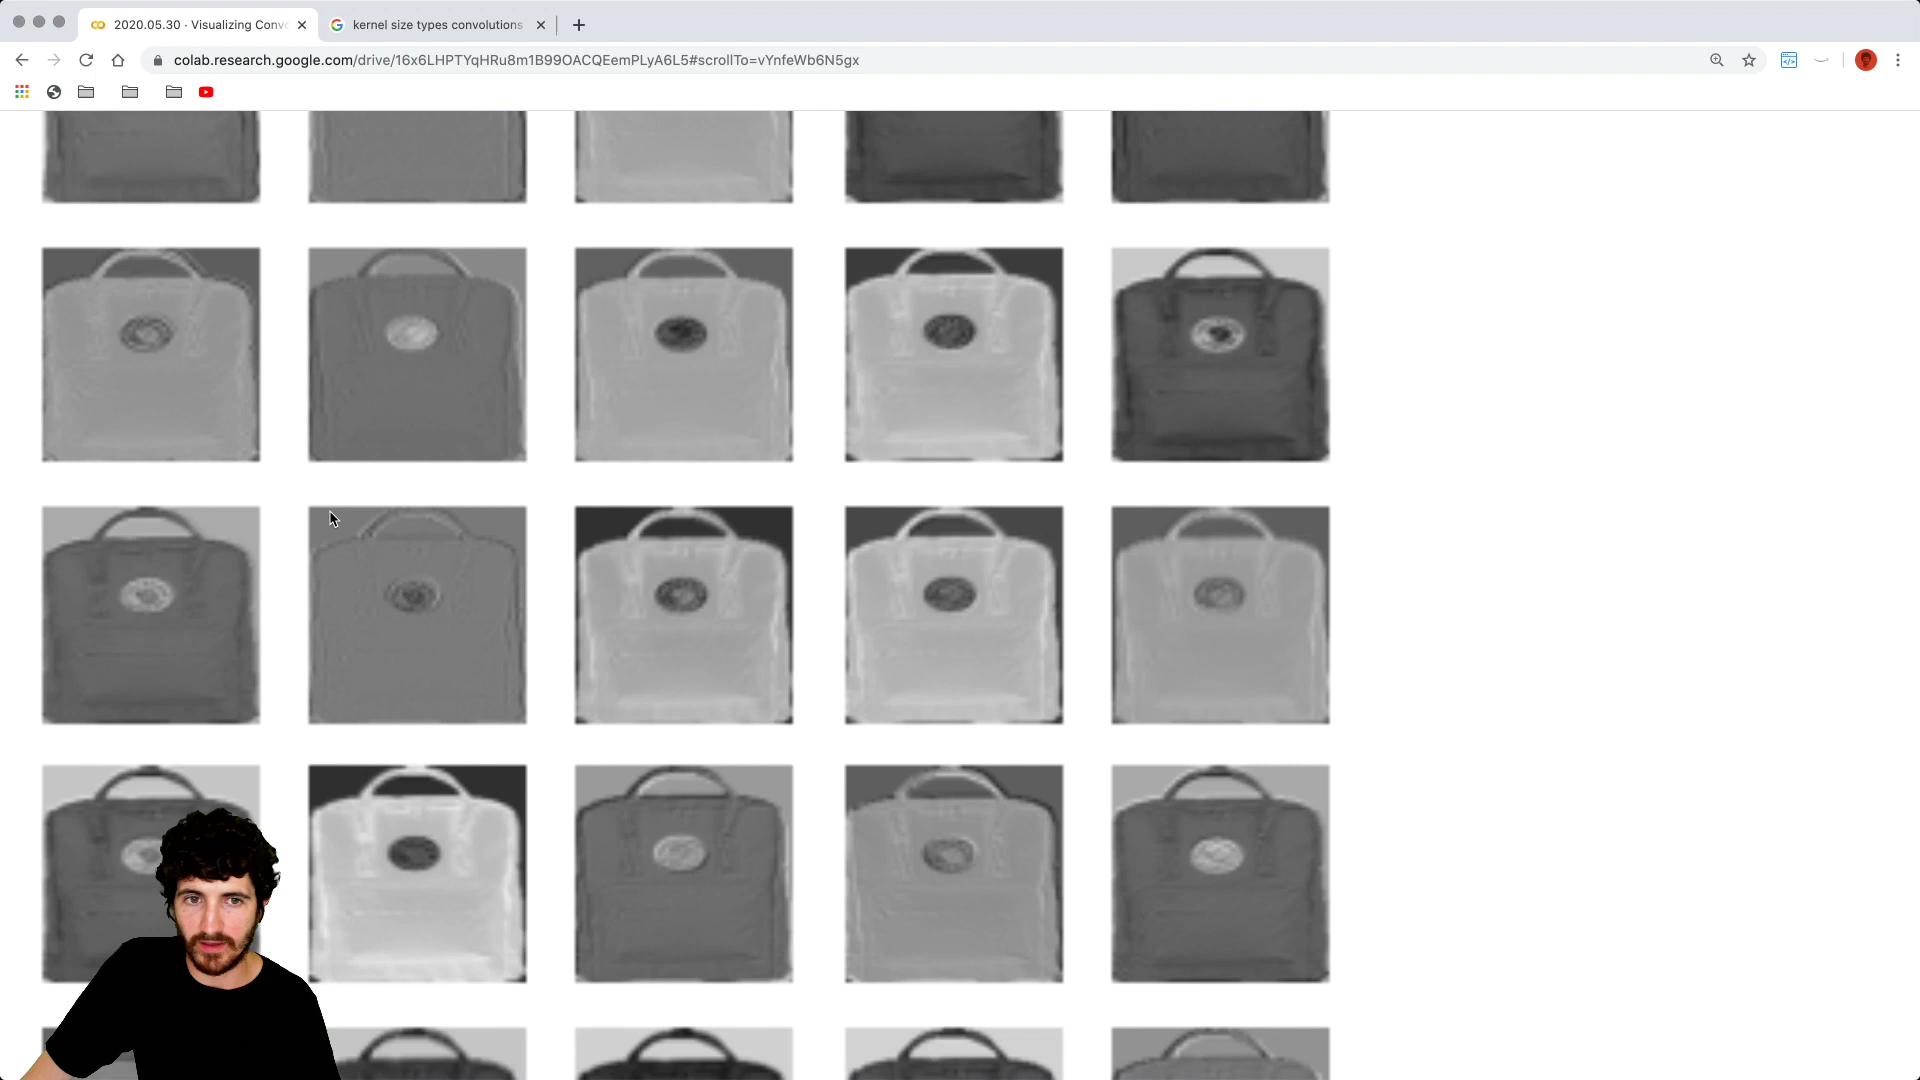 2020.05.30 - Visualizing Conv
kernel size types convolutions
colab.research.google.com/drive/16x6LHPTYqHRu8m1B99OACQEemPLyA6L5#scrollTo=vYnfeWb6N5gx